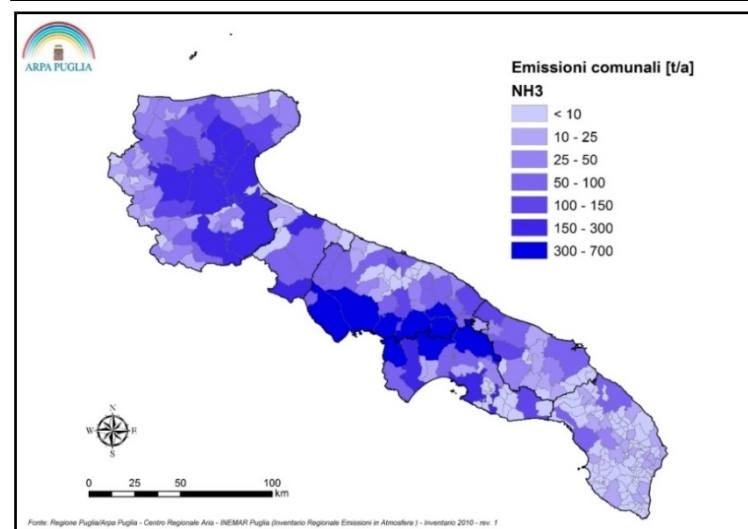 ARPA PUGLIA
Emissioni comunali [t/a]
NH3
< 10
10 - 25
25 - 50
50 - 100
100 - 150
150 - 300
300 - 700
N
W E
S
0 25 50 100
km
Fonte: Regione Puglia/Arpa Puglia - Centro Regionale Aria - INEMAR Puglia (Inventario Regionale Emissioni in Atmosfera ) - Inventario 2010 - rev. 1